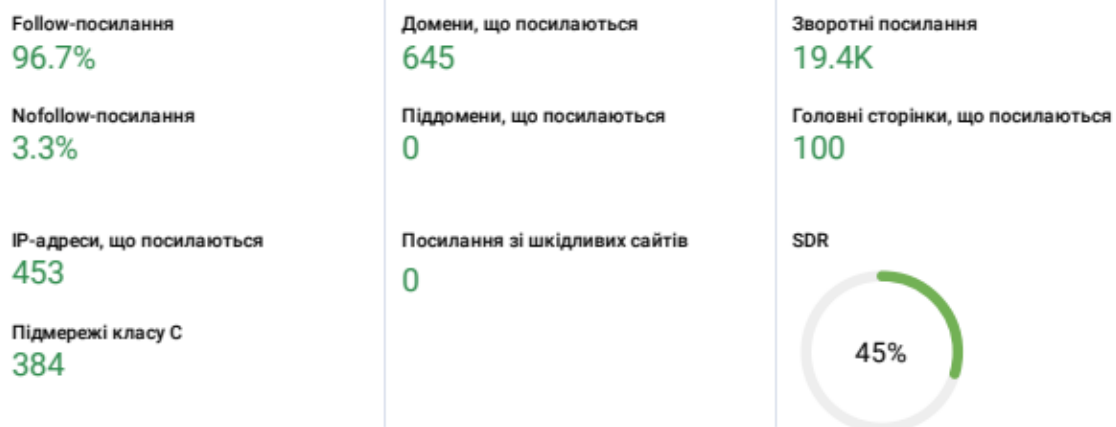 Follow-посилання
96.7%
Nofollow-посилання
3.3%
IP-адреси, що посилаються
453
Підмережі класу C
384
Домени, що посилаються
645
Піддомени, що посилаються
0
Посилання зі шкідливих сайтів
0
Зворотні посилання
19.4K
Головні сторінки, що посилаються
100
SDR
45%